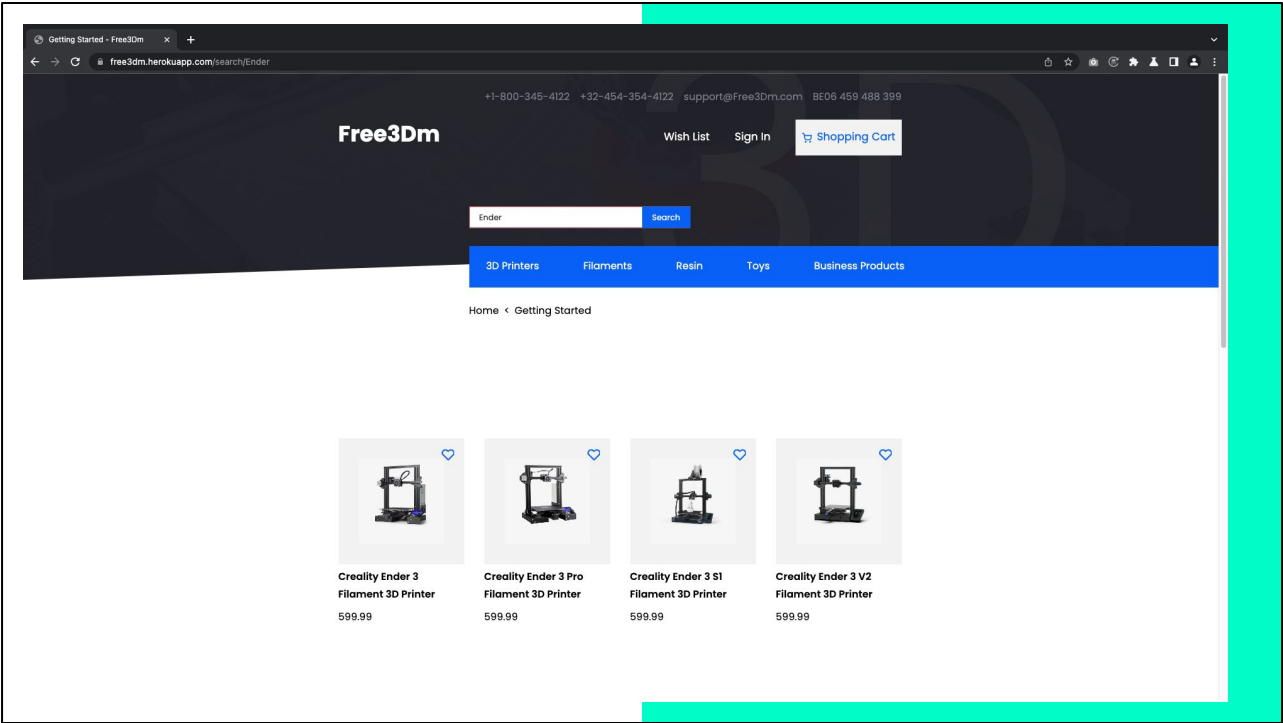 Getting Started - Free3Dm
free3dm.herokuapp.com/search/Ender
+1-800-345-4122 +32-454-354-4122 support@Free3Dm.com BE06 459 488 399
Free3Dm
Wish List Sign In Shopping Cart
Ender Search
3D Printers Filaments Resin Toys Business Products
Home < Getting Started
Creality Ender 3 Creality Ender 3 Pro Creality Ender 3 S1 Creality Ender 3 V2
Filament 3D Printer Filament 3D Printer Filament 3D Printer Filament 3D Printer
599.99 599.99 599.99 599.99
3D